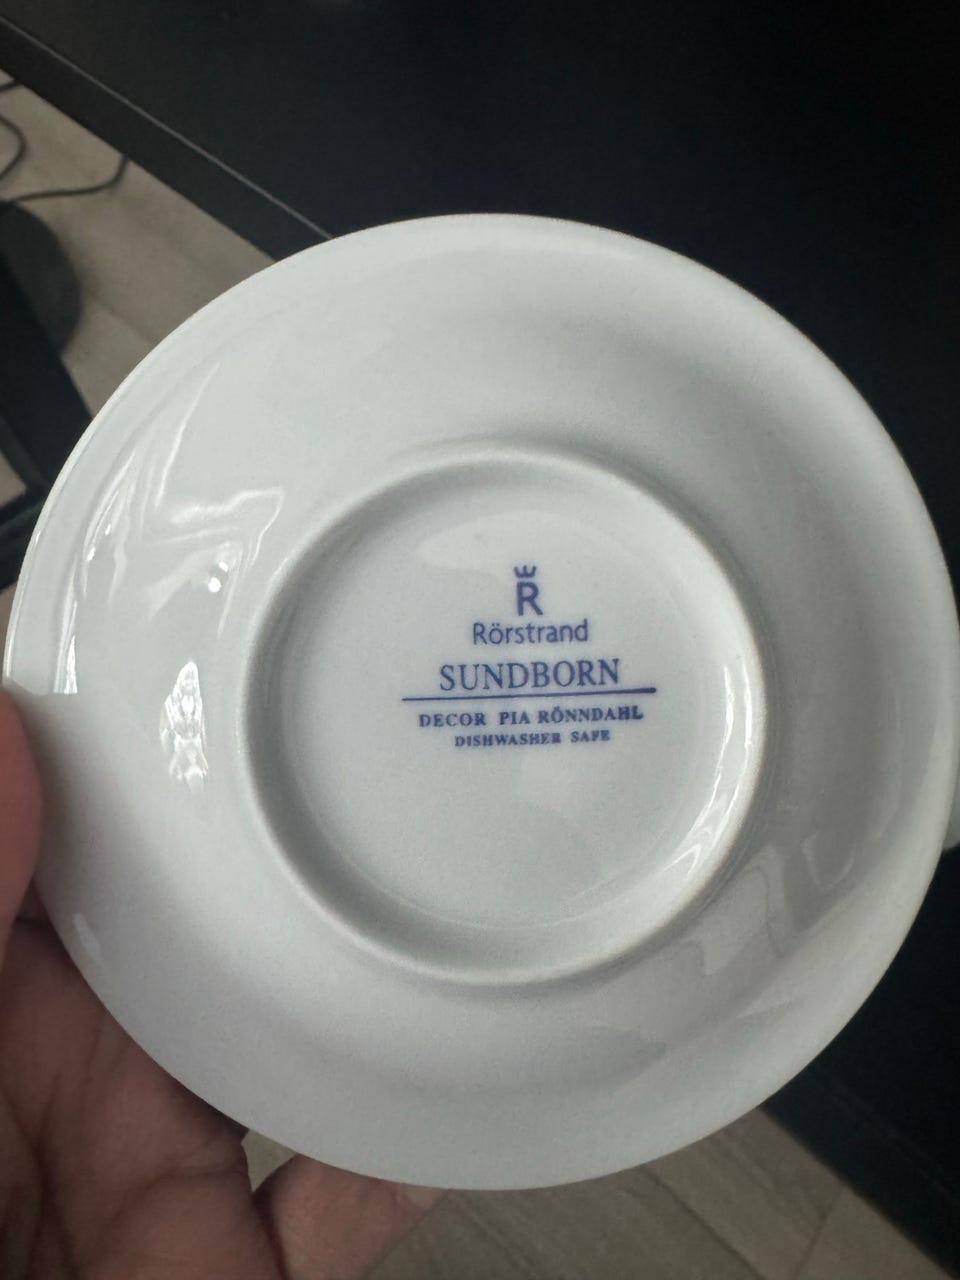 R
Rörstrand
SUNDBORN
DECOR PIA RÖNNDAHL
DISHWASHER SAFE